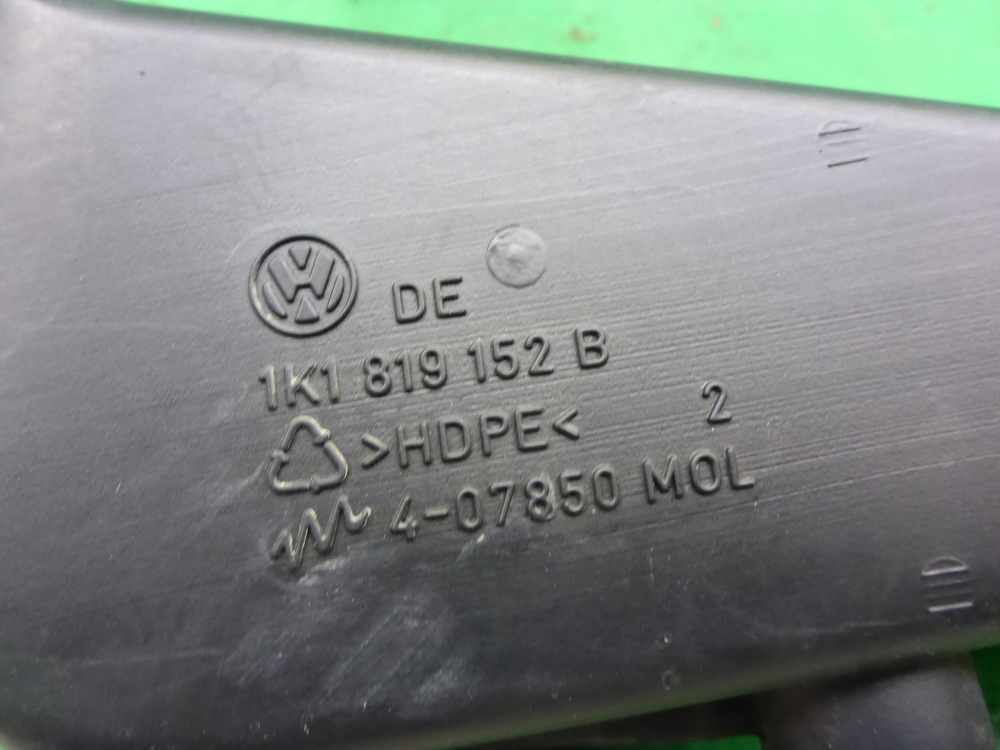 DE
1K1 819 152 B
>HDPE< 2
4-07850 MOL